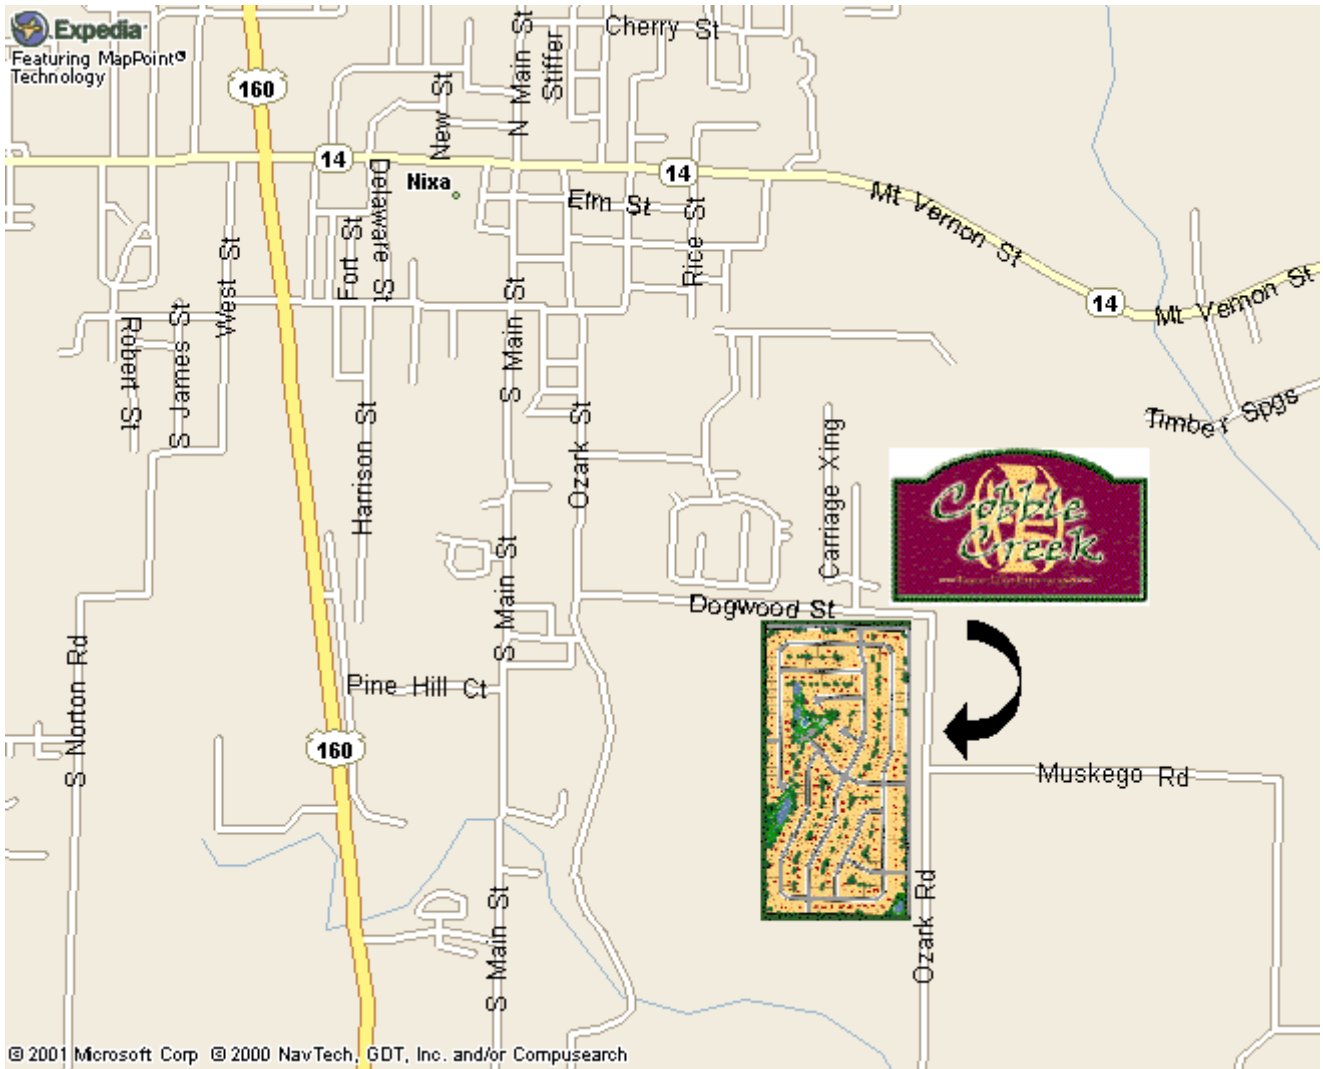 Expedia
Featuring MapPoint®
Technology
Cherry St
N Main St
Stiffer
New St
160
14
14
Nixa
Delaware St
Elm St
Mt Vernon St
Fort St
Rice St
West St
14
Mt Vernon St
Robert St
S James St
S Main St
Timber Spgs
Harrison St
Ozark St
Carriage Xing
Cobble
Creek
S Main St
Dogwood St
S Norton Rd
Pine Hill Ct
160
Muskego Rd
Ozark Rd
S Main St
© 2001 Microsoft Corp © 2000 NavTech, GDT, Inc. and/or Compusearch